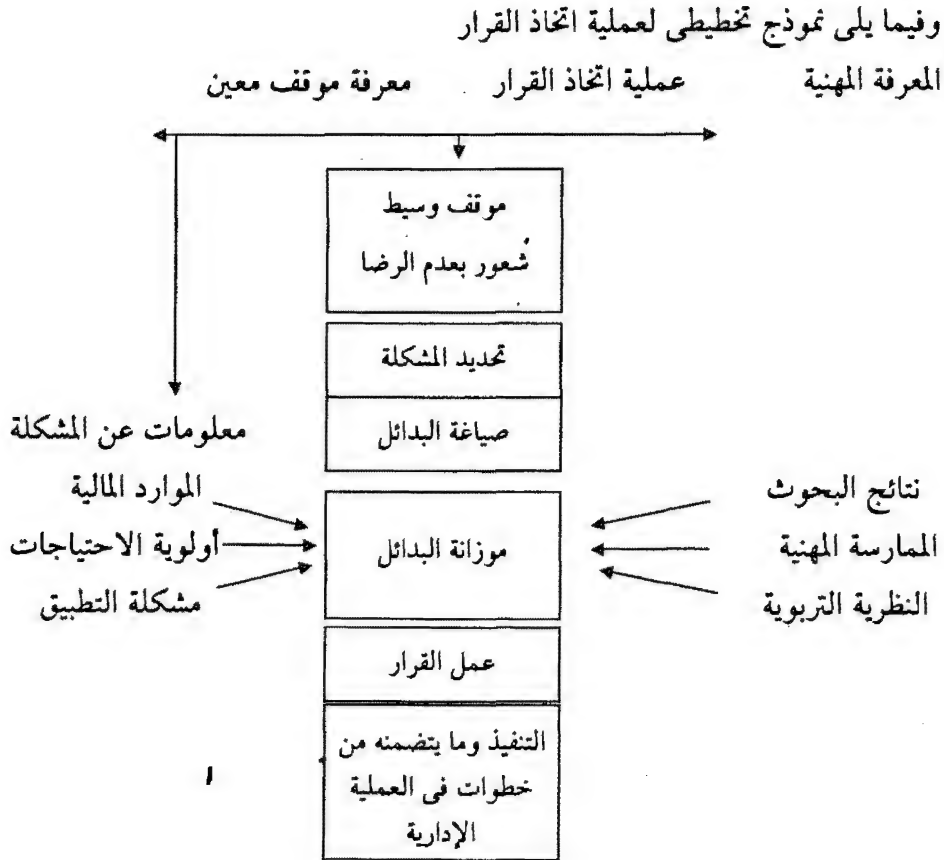 وفيما يلى نموذج تخطيطى لعملية اتخاذ القرار
المعرفة المهنية عملية اتخاذ القرار معرفة موقف معين
موقف وسيط
شعور بعدم الرضا
تحديد المشكلة
صياغة البدائل
نتائج البحوث
الممارسة المهنية
النظرية التربوية
موزانة البدائل
معلومات عن المشكلة
الموارد المالية
أولوية الاحتياجات
مشكلة التطبيق
عمل القرار
التنفيذ وما يتضمنه من
خطوات فى العملية
الإدارية